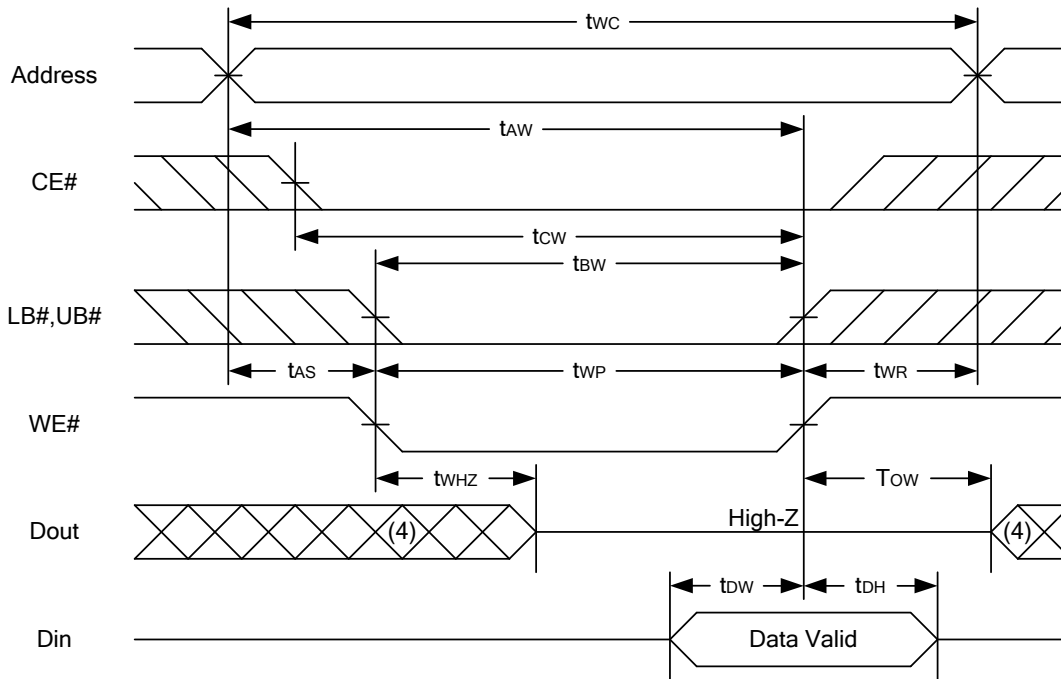 tWC
Address
tAW
CE#
tCW
tBW
LB#,UB#
tAS
tWP
tWR
WE#
tWHZ
TOW
Dout
(4)
High-Z
(4)
tDW
tDH
Din
Data Valid